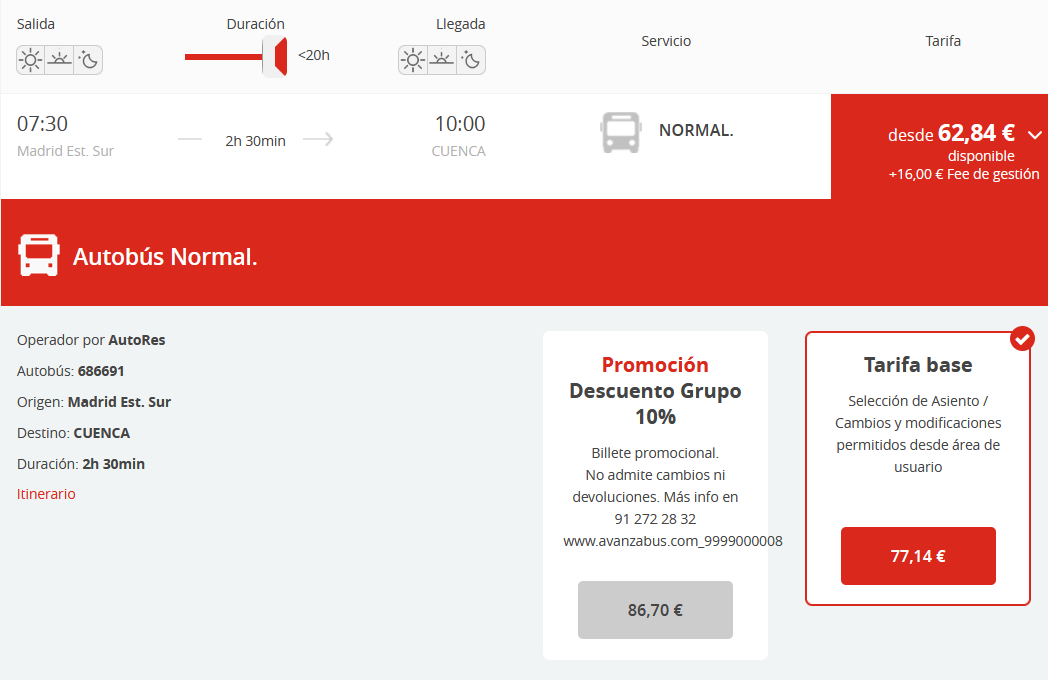 Salida
Duración
Llegada
Servicio
Tarifa
<20h
07:30
Madrid Est. Sur
2h 30min
10:00
CUENCA
NORMAL.
desde 62,84 €
disponible
+16,00 € Fee de gestión
Autobús Normal.
Operador por AutoRes
Autobús: 686691
Origen: Madrid Est. Sur
Destino: CUENCA
Duración: 2h 30min
Itinerario
Promoción
Descuento Grupo
10%
Billete promocional.
No admite cambios ni
devoluciones. Más info en
91 272 28 32
www.avanzabus.com_9999000008
86,70 €
Tarifa base
Selección de Asiento /
Cambios y modificaciones
permitidos desde área de
usuario
77,14 €